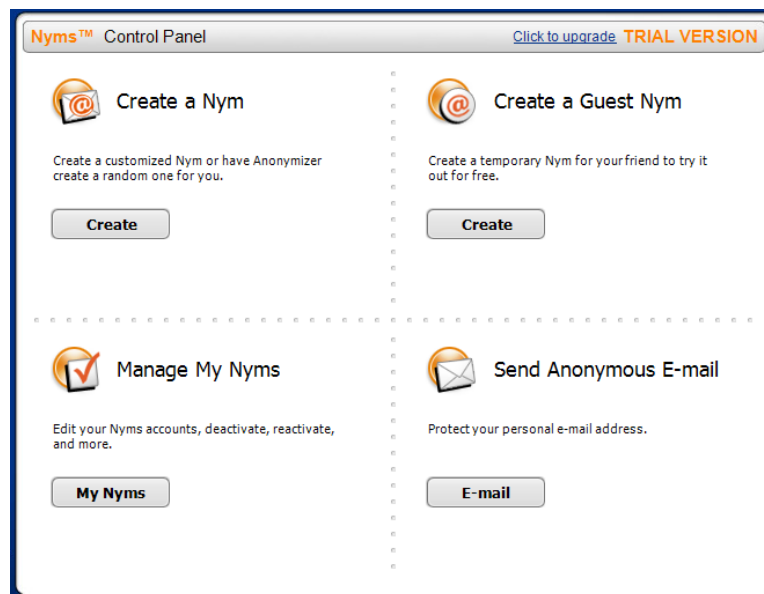 Nyms™ Control Panel Click to upgrade TRIAL VERSION
Create a Nym
Create a customized Nym or have Anonymizer
create a random one for you.
Create
Create a Guest Nym
Create a temporary Nym for your friend to try it
out for free.
Create
Manage My Nyms
Edit your Nyms accounts, deactivate, reactivate,
and more.
My Nyms
Send Anonymous E-mail
Protect your personal e-mail address.
E-mail